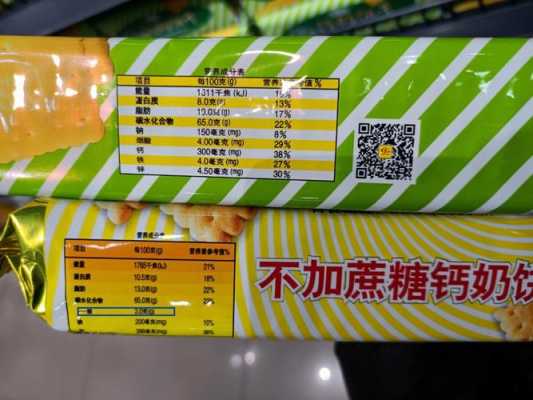 营养成分表
项目 每100克(g) 营养素参考值%
能量 1311千焦(kJ)
蛋白质 8.0克(g) 13%
脂肪 10.0克(g) 17%
碳水化合物 65.0克(g) 22%
钠 150毫克(mg) 8%
烟酸 4.00毫克(mg) 29%
钙 300毫克(mg) 38%
铁 4.0毫克(mg) 27%
锌 4.50毫克(mg) 30%
营养成分表
项目 每100克(g) 营养素参考值%
能量 1765千焦(kJ) 21%
蛋白质 10.5克(g) 18%
脂肪 13.0克(g) 22%
碳水化合物 65.0克(g) 22%
糖 3.0克(g)
钠 200毫克(mg) 10%
不加蔗糖钙奶饼